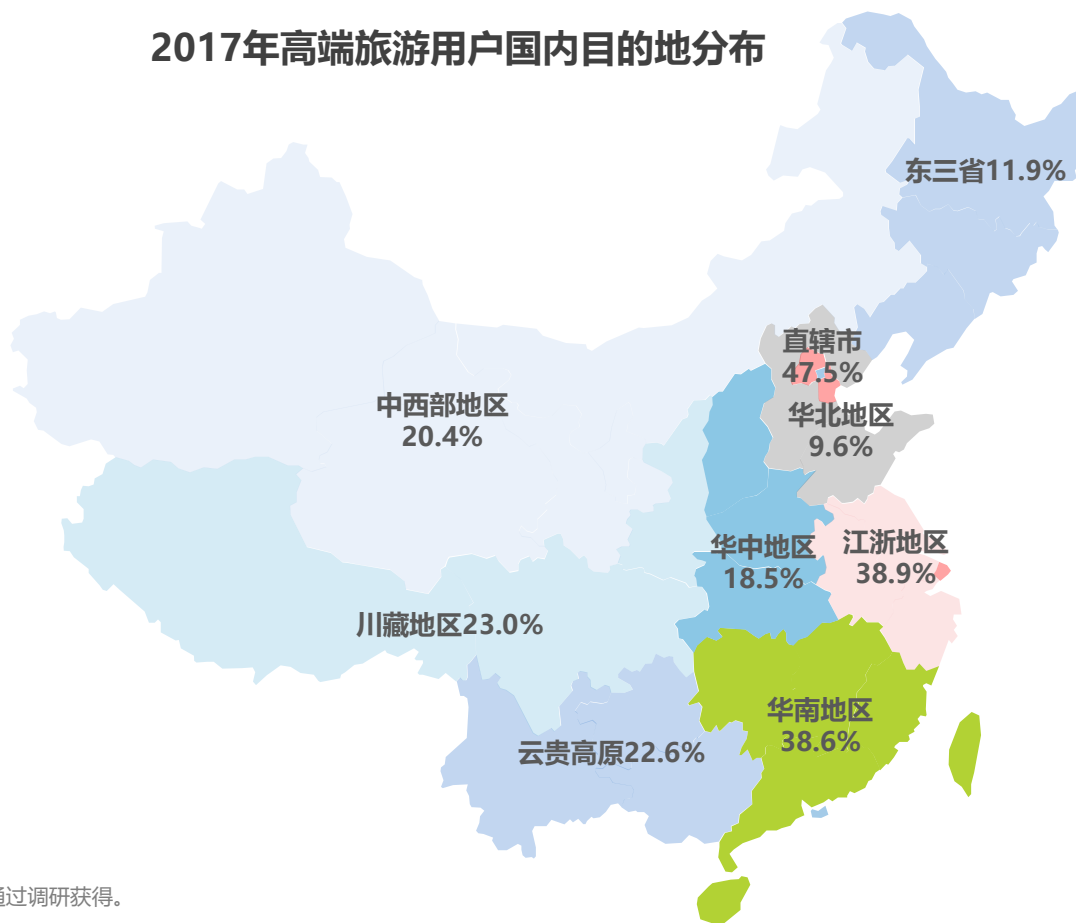 2017年高端旅游用户国内目的地分布
东三省11.9%
直辖市
47.5%
中西部地区
20.4%
华北地区
9.6%
华中地区
18.5%
江浙地区
38.9%
川藏地区23.0%
华南地区
38.6%
云贵高原22.6%
通过调研获得。